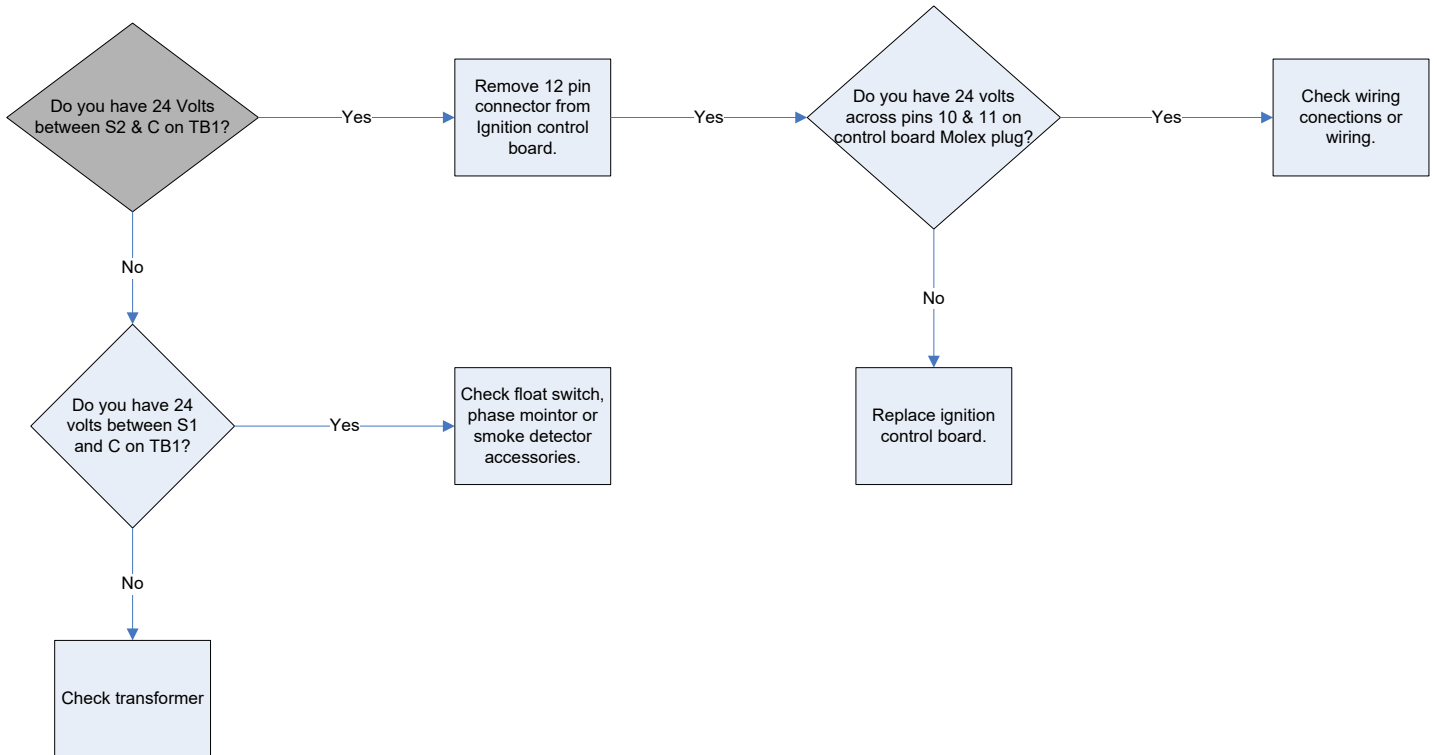 Do you have 24 Volts
between S2 & C on TB1?
Yes
Remove 12 pin
connector from
Ignition control
board.
Yes
Do you have 24 volts
across pins 10 & 11 on
control board Molex plug?
Yes
Check wiring
conections or
wiring.
No
No
Do you have 24
volts between S1
and C on TB1?
Yes
Check float switch,
phase mointor or
smoke detector
accessories.
Replace ignition
control board.
No
Check transformer